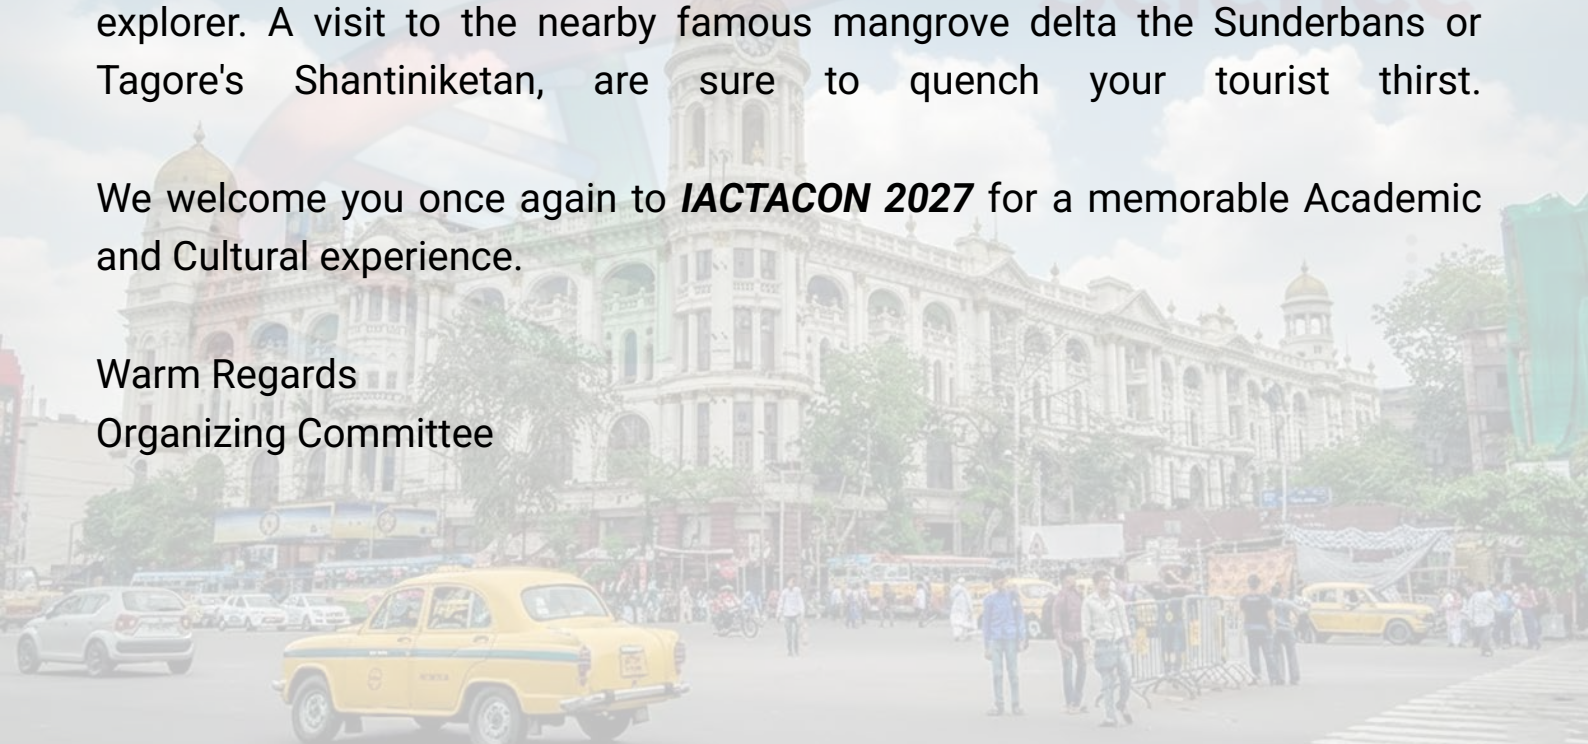 explorer. A visit to the nearby famous mangrove delta the Sunderbans or
Tagore's Shantiniketan, are sure to quench your tourist thirst.
We welcome you once again to IACTACON 2027 for a memorable Academic
and Cultural experience.
Warm Regards
Organizing Committee